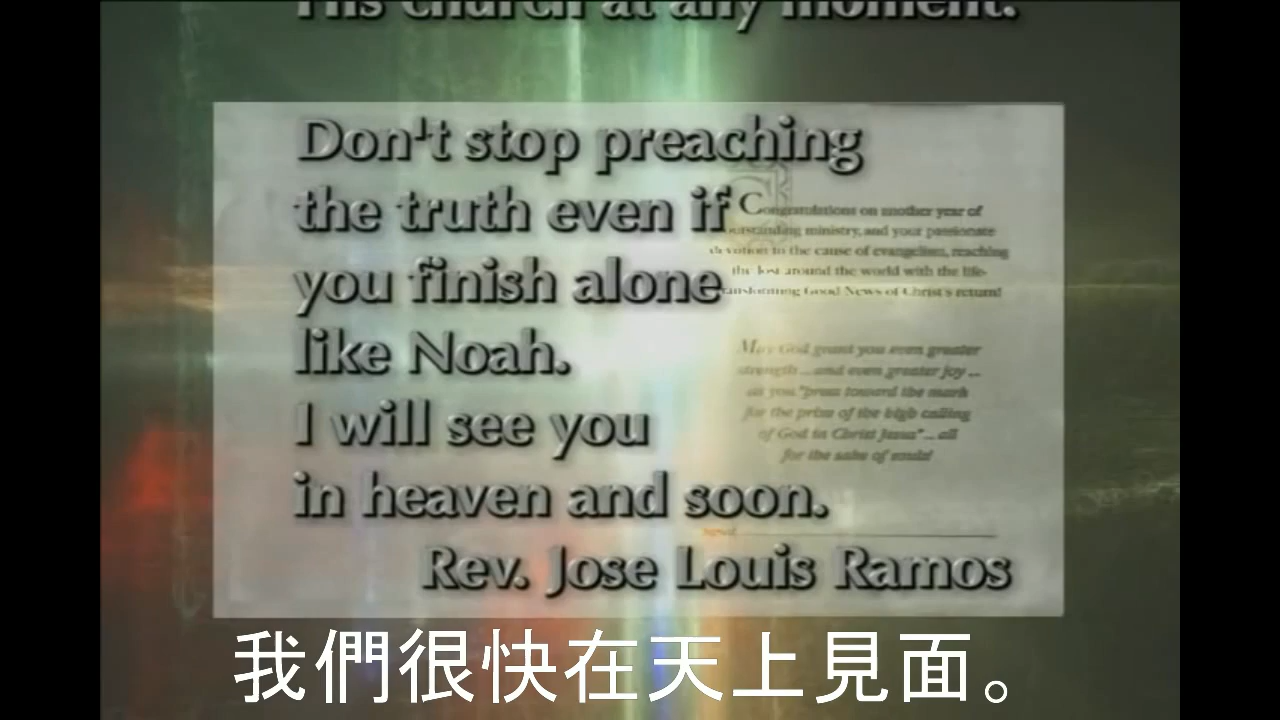 His church at any moment.
Don't stop preaching
the truth even if
you finish alone
like Noah.
I will see you
in heaven and soon.
Rev. Jose Louis Ramos
Congratulations on another year of
outstanding ministry, and your passionate
devotion to the cause of evangelism, reaching
the lost around the world with the life-
transforming Good News of Christ's return!
May God grant you even greater
strength ... and even greater joy ...
as you "press toward the mark
for the prize of the high calling
of God in Christ Jesus" ... all
for the sake of souls!
我們很快在天上見面。